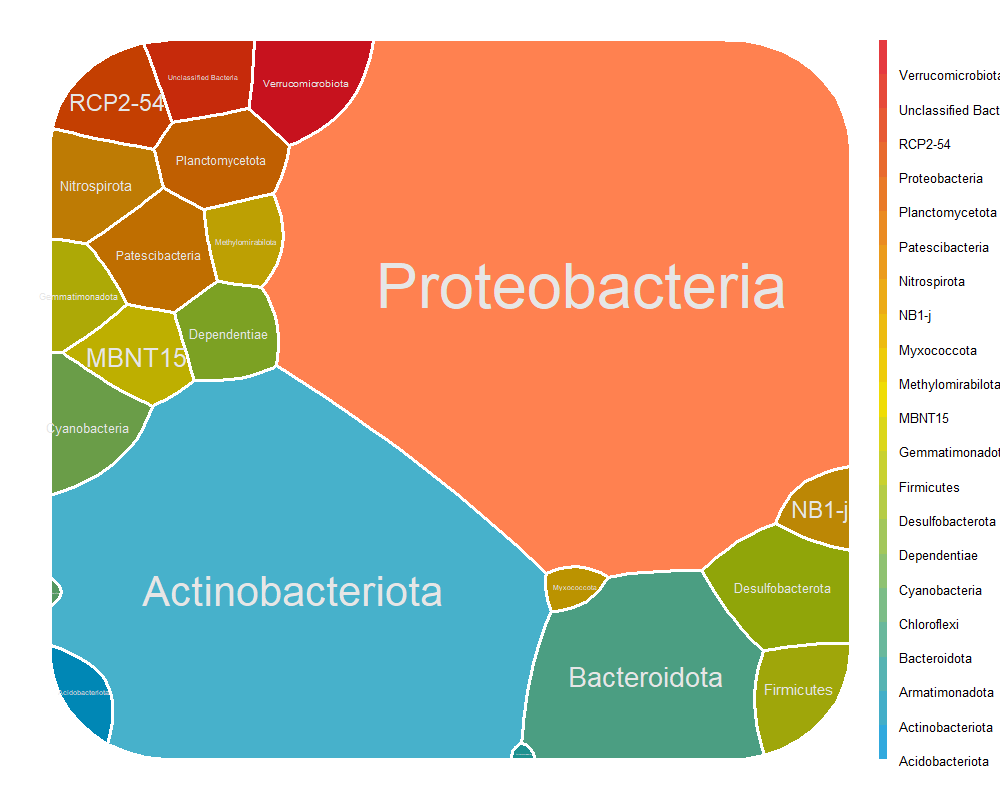 Unclassified Bacteria
Verrucomicrobiota
RCP2-54
Planctomycetota
Nitrospirota
Methylomirabilota
Patescibacteria
Gemmatimonadota
Dependentiae
MBNT15
Cyanobacteria
Proteobacteria
NB1-j
Actinobacteriota
Myxococcota
Desulfobacterota
Bacteroidota
Firmicutes
Acidobacteriota
Verrucomicrobiota
Unclassified Bact
RCP2-54
Proteobacteria
Planctomycetota
Patescibacteria
Nitrospirota
NB1-j
Myxococcota
Methylomirabilota
MBNT15
Gemmatimonadot
Firmicutes
Desulfobacterota
Dependentiae
Cyanobacteria
Chloroflexi
Bacteroidota
Armatimonadota
Actinobacteriota
Acidobacteriota